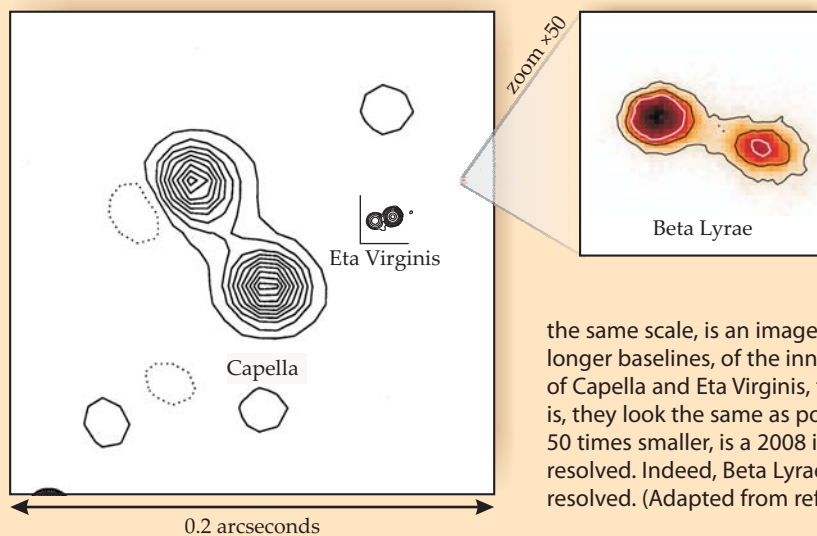 zoom ×50
Beta Lyrae
Eta Virginis
Capella
0.2 arcseconds
the same scale, is an image
longer baselines, of the inn
of Capella and Eta Virginis,
is, they look the same as po
50 times smaller, is a 2008 i
resolved. Indeed, Beta Lyrae
resolved. (Adapted from ref